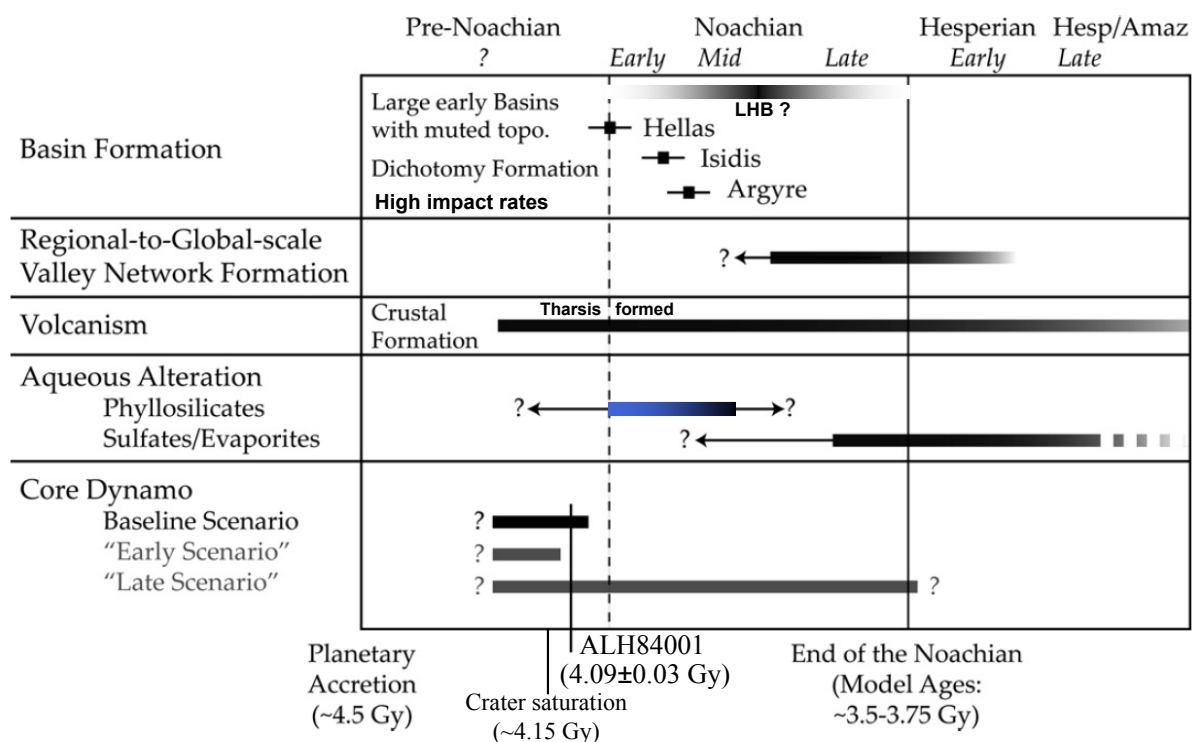 Pre-Noachian Noachian Hesperian Hesp/Amaz
? Early Mid Late Early Late
Basin Formation
Large early Basins
with muted topo.
Dichotomy Formation
High impact rates
LHB ?
Hellas
Isidis
Argyre
Regional-to-Global-scale
Valley Network Formation
?
Volcanism
Crustal
Formation
Tharsis formed
Aqueous Alteration
Phyllosilicates
? ?
Sulfates/Evaporites
?
Core Dynamo
Baseline Scenario
?
“Early Scenario”
?
“Late Scenario”
? ?
Planetary
Accretion
(~4.5 Gy)
ALH84001
(4.09±0.03 Gy)
Crater saturation
(~4.15 Gy)
End of the Noachian
(Model Ages:
~3.5-3.75 Gy)